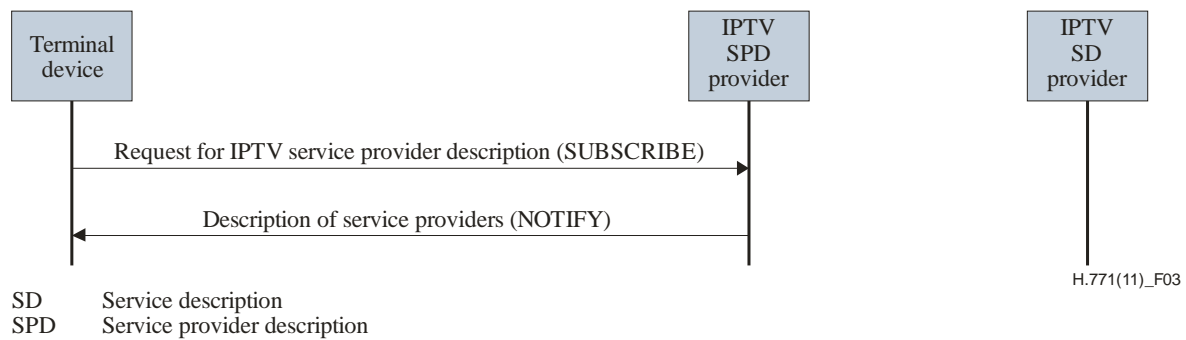 Terminal
device
IPTV
SPD
provider
IPTV
SD
provider
Request for IPTV service provider description (SUBSCRIBE)
Description of service providers (NOTIFY)
H.771(11)_F03
SD Service description
SPD Service provider description